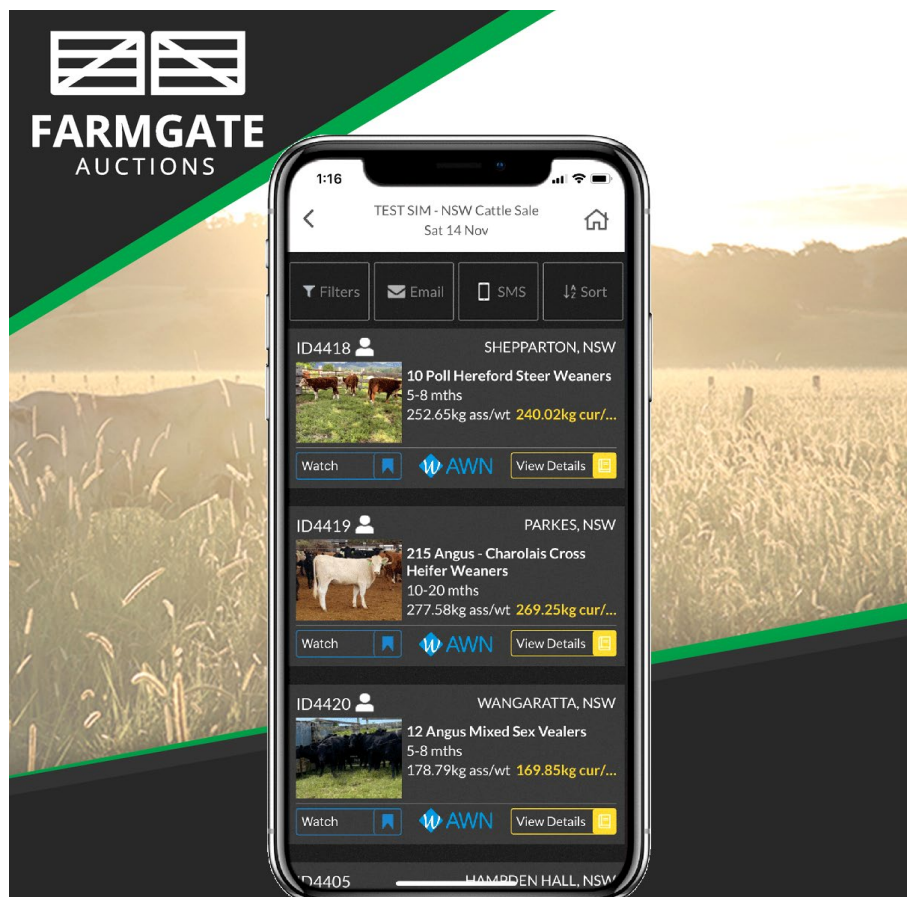 FARMGATE
AUCTIONS
1:16
TEST SIM - NSW Cattle Sale
Sat 14 Nov
Filters
Email
SMS
Sort
ID4418
SHEPPARTON, NSW
10 Poll Hereford Steer Weaners
5-8 mths
252.65kg ass/wt 240.02kg cur/...
Watch
AWN
View Details
ID4419
PARKES, NSW
215 Angus - Charolais Cross
Heifer Weaners
10-20 mths
277.58kg ass/wt 269.25kg cur/...
Watch
AWN
View Details
ID4420
WANGARATTA, NSW
12 Angus Mixed Sex Vealers
5-8 mths
178.79kg ass/wt 169.85kg cur/...
Watch
AWN
View Details
ID4405
HAMPDEN HALL, NSW